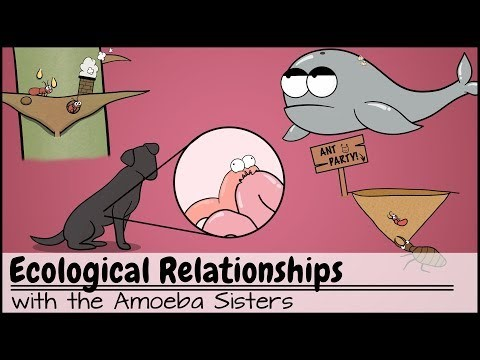 ANT
PARTY!
Ecological Relationships
with the Amoeba Sisters